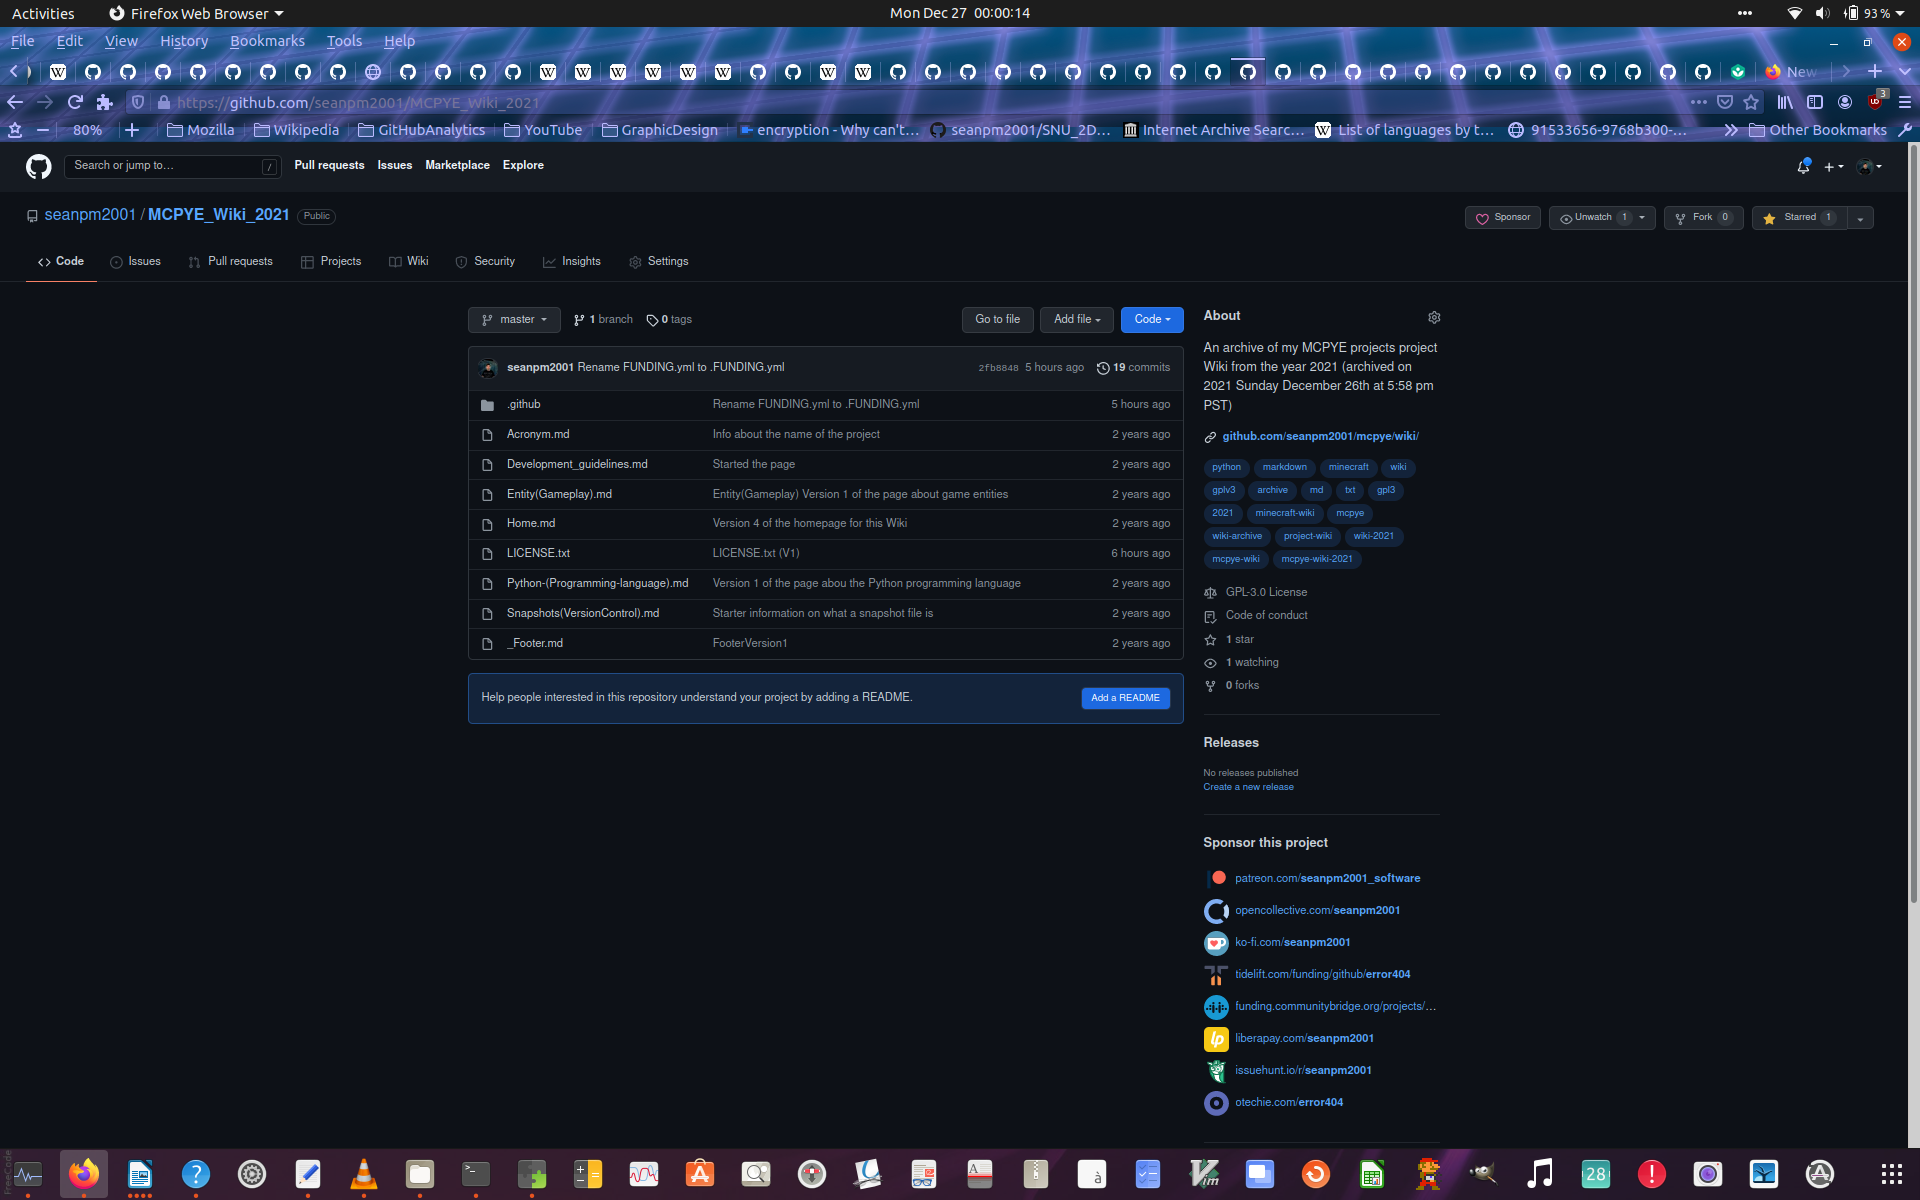 Activities Firefox Web Browser Mon Dec 27 00:00:14 93 %
File Edit View History Bookmarks Tools Help
New
https://github.com/seanpm2001/MCPYE_Wiki_2021 3
80% Mozilla Wikipedia GitHubAnalytics YouTube GraphicDesign encryption - Why can't… seanpm2001/SNU_2D… Internet Archive Searc… List of languages by t… 91533656-9768b300-… Other Bookmarks
Search or jump to… / Pull requests Issues Marketplace Explore
seanpm2001 / MCPYE_Wiki_2021 Public Sponsor Unwatch 1 Fork 0 Starred 1
Code Issues Pull requests Projects Wiki Security Insights Settings
master 1 branch 0 tags Go to file Add file Code
seanpm2001 Rename FUNDING.yml to .FUNDING.yml 2fb8848 5 hours ago 19 commits
.github Rename FUNDING.yml to .FUNDING.yml 5 hours ago
Acronym.md Info about the name of the project 2 years ago
Development_guidelines.md Started the page 2 years ago
Entity(Gameplay).md Entity(Gameplay) Version 1 of the page about game entities 2 years ago
Home.md Version 4 of the homepage for this Wiki 2 years ago
LICENSE.txt LICENSE.txt (V1) 6 hours ago
Python-(Programming-language).md Version 1 of the page abou the Python programming language 2 years ago
Snapshots(VersionControl).md Starter information on what a snapshot file is 2 years ago
_Footer.md FooterVersion1 2 years ago
Help people interested in this repository understand your project by adding a README. Add a README
About
An archive of my MCPYE projects project
Wiki from the year 2021 (archived on
2021 Sunday December 26th at 5:58 pm
PST)
github.com/seanpm2001/mcpye/wiki/
python markdown minecraft wiki
gplv3 archive md txt gpl3
2021 minecraft-wiki mcpye
wiki-archive project-wiki wiki-2021
mcpye-wiki mcpye-wiki-2021
GPL-3.0 License
Code of conduct
1 star
1 watching
0 forks
Releases
No releases published
Create a new release
Sponsor this project
patreon.com/seanpm2001_software
opencollective.com/seanpm2001
ko-fi.com/seanpm2001
tidelift.com/funding/github/error404
funding.communitybridge.org/projects/…
liberapay.com/seanpm2001
issuehunt.io/r/seanpm2001
otechie.com/error404
28